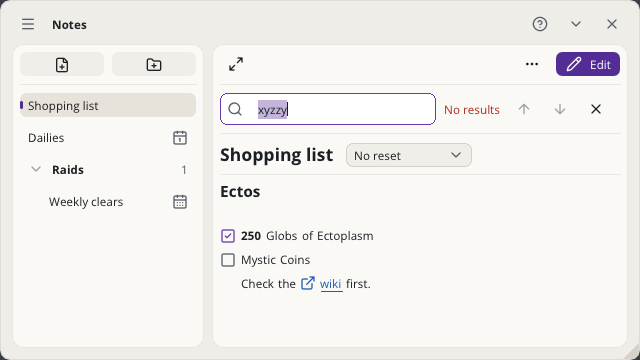 Notes
Edit
Shopping list
xyzzy
No results
Dailies
Raids
1
Weekly clears
Shopping list
No reset
Ectos
250 Globs of Ectoplasm
Mystic Coins
Check the wiki first.